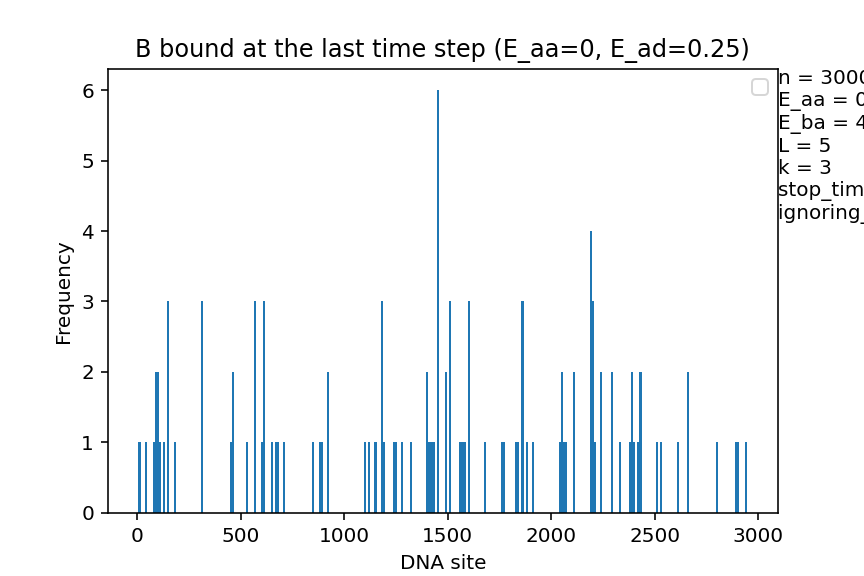 B bound at the last time step (E_aa=0, E_ad=0.25)
n = 3000
E_aa = 0
E_ba = 4
L = 5
k = 3
stop_tim
ignoring_
6
5
4
3
2
1
0
Frequency
0 500 1000 1500 2000 2500 3000
DNA site